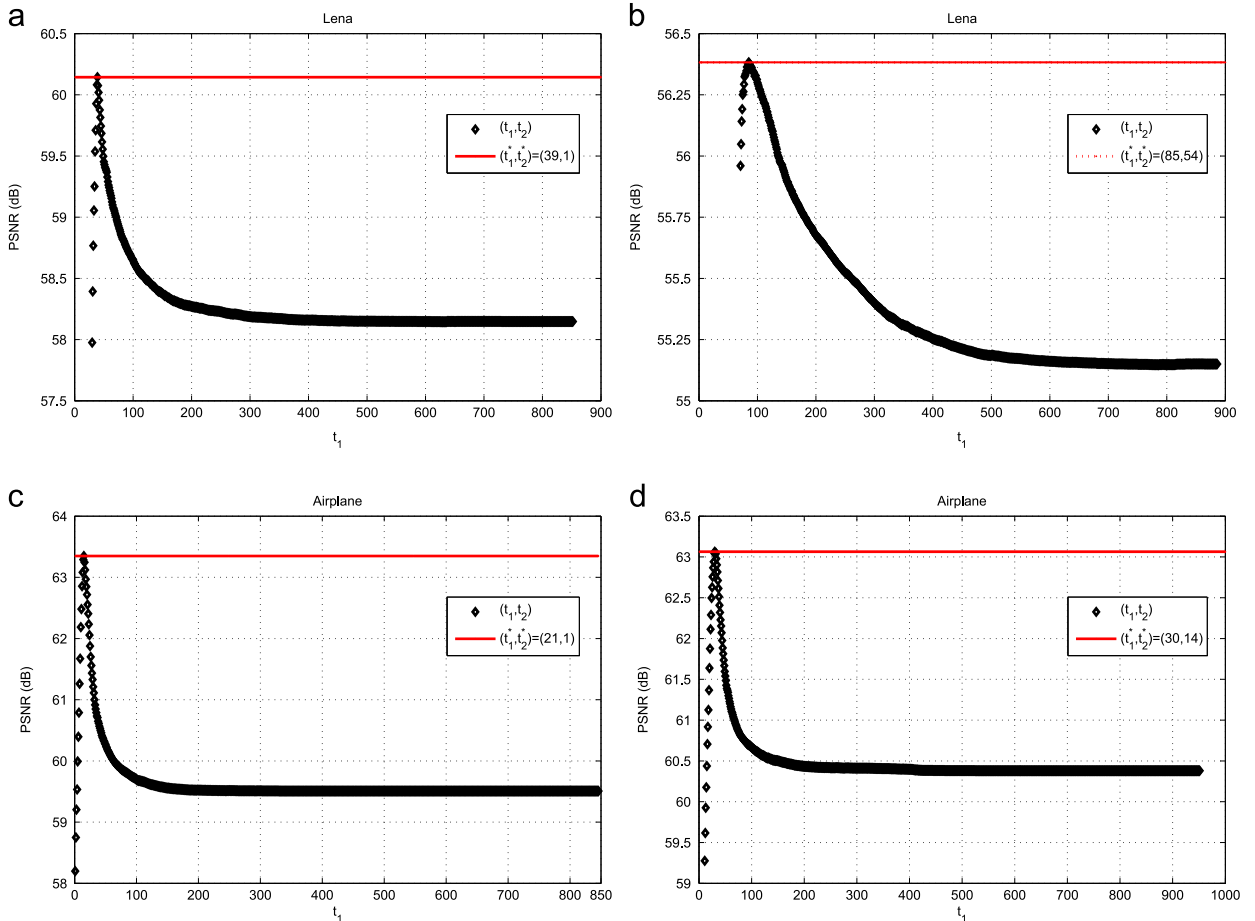 a
Lena
60.5
60
59.5
59
58.5
58
57.5
PSNR (dB)
0 100 200 300 400 500 600 700 800 900
t1
(t1,t2)
(t1*,t2*)=(39,1)
b
Lena
56.5
56.25
56
55.75
55.5
55.25
55
PSNR (dB)
0 100 200 300 400 500 600 700 800 900
t1
(t1,t2)
(t1*,t2*)=(85,54)
c
Airplane
64
63
62
61
60
59
58
PSNR (dB)
0 100 200 300 400 500 600 700 800 850
t1
(t1,t2)
(t1*,t2*)=(21,1)
d
Airplane
63.5
63
62.5
62
61.5
61
60.5
60
59.5
59
PSNR (dB)
0 100 200 300 400 500 600 700 800 900 1000
t1
(t1,t2)
(t1*,t2*)=(30,14)